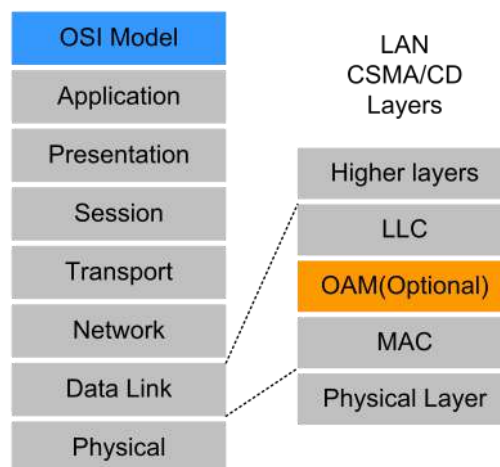 OSI Model
Application
Presentation
Session
Transport
Network
Data Link
Physical
LAN
CSMA/CD
Layers
Higher layers
LLC
OAM(Optional)
MAC
Physical Layer